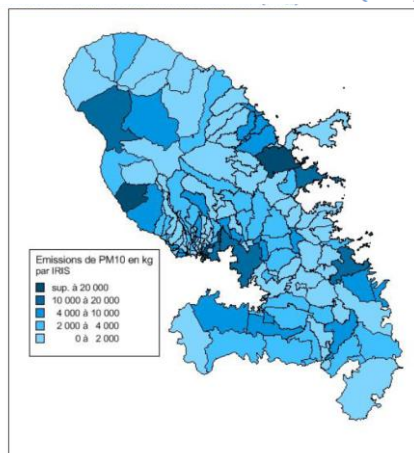 Emissions de PM10 en kg
par IRIS
sup. à 20 000
10 000 à 20 000
4 000 à 10 000
2 000 à 4 000
0 à 2 000